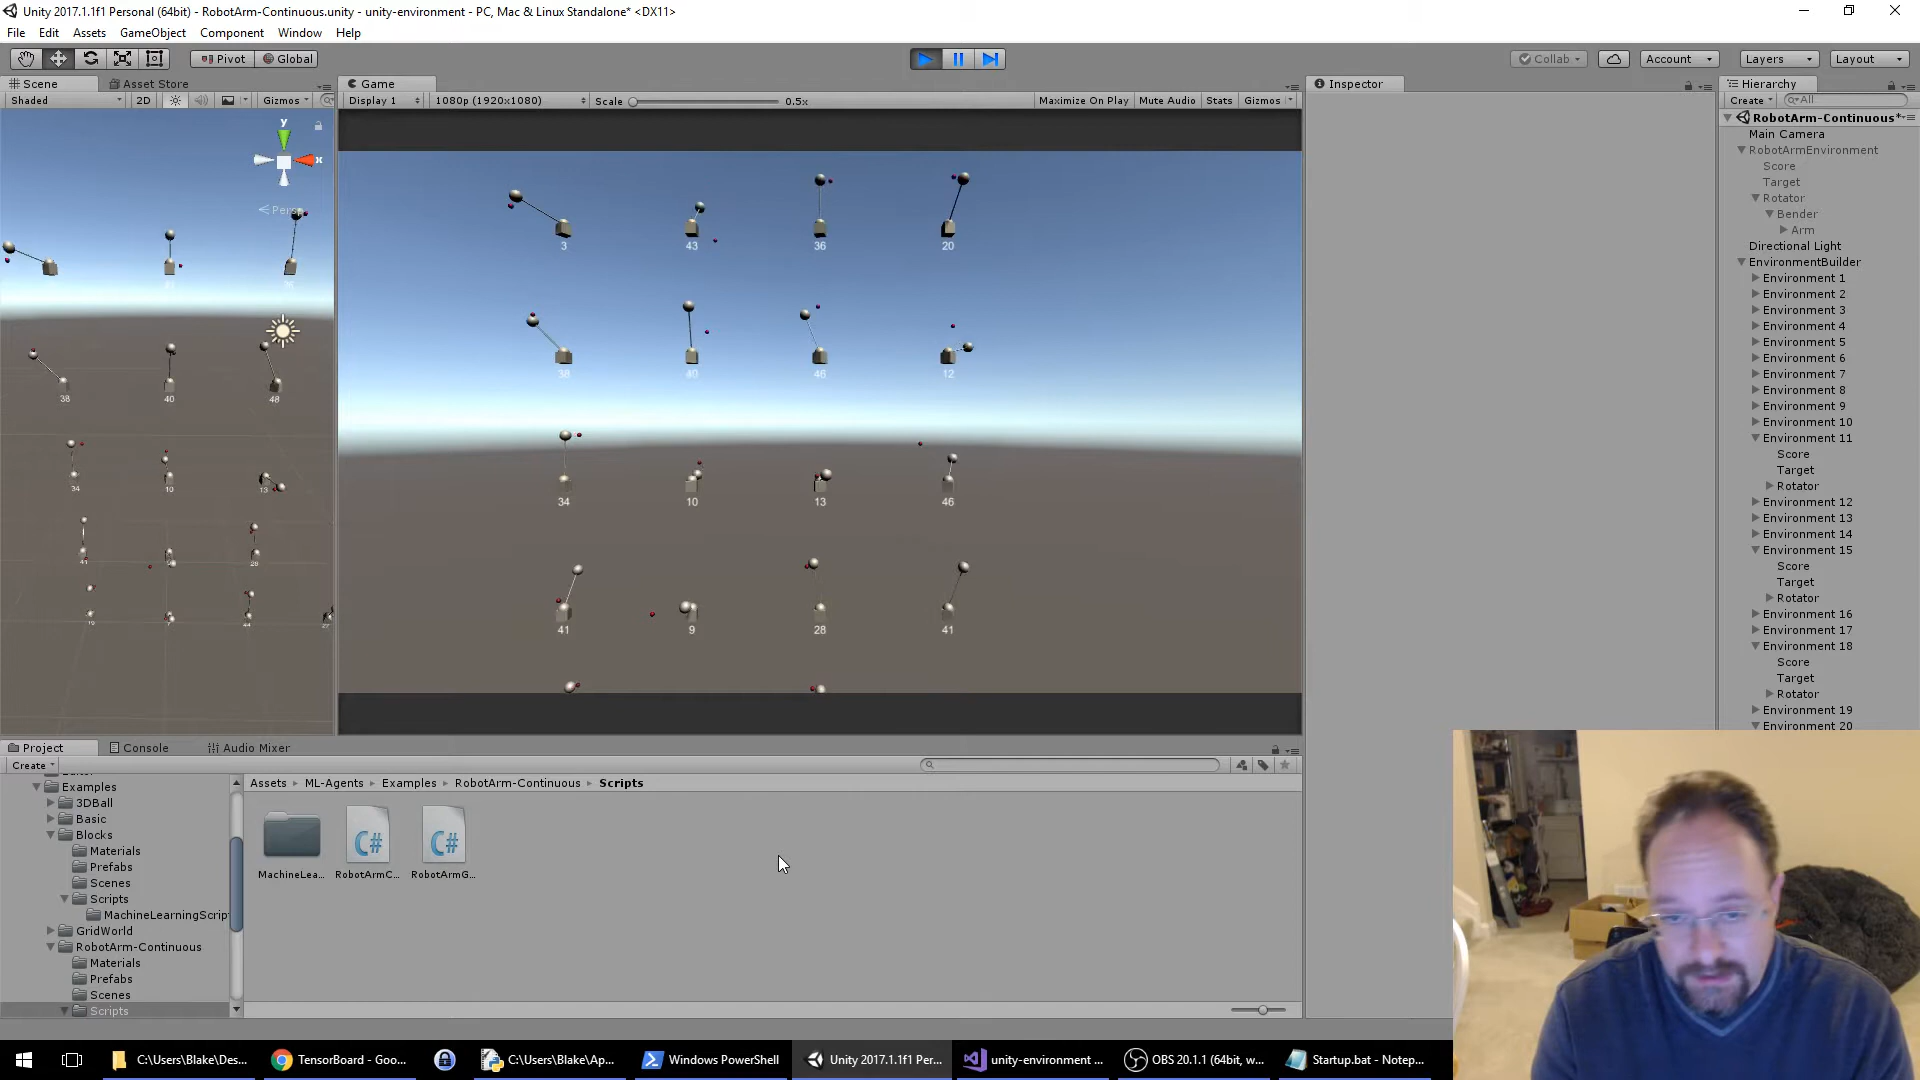 Unity 2017.1.1f1 Personal (64bit) - RobotArm-Continuous.unity - unity-environment - PC, Mac & Linux Standalone* <DX11>
File Edit Assets GameObject Component Window Help
Pivot Global Collab Account Layers Layout
Scene Asset Store Game Inspector Hierarchy
Shaded 2D Gizmos Display 1 1080p (1920x1080) Scale 0.5x Maximize On Play Mute Audio Stats Gizmos Create All
RobotArm-Continuous*
Main Camera
RobotArmEnvironment
Score
Target
Rotator
Bender
Arm
Directional Light
EnvironmentBuilder
Environment 1
Environment 2
Environment 3
Environment 4
Environment 5
Environment 6
Environment 7
Environment 8
Environment 9
Environment 10
Environment 11
Score
Target
Rotator
Environment 12
Environment 13
Environment 14
Environment 15
Score
Target
Rotator
Environment 16
Environment 17
Environment 18
Score
Target
Rotator
Environment 19
Environment 20
y
x
38 40 48
34 10 13
41 28
3 43 36 20
38 40 46 12
34 10 13 46
41 9 28 41
Project Console Audio Mixer
Create
Assets ML-Agents Examples RobotArm-Continuous Scripts
Examples
3DBall
Basic
Blocks
Materials
Prefabs
Scenes
Scripts
MachineLearningScrip
GridWorld
RobotArm-Continuous
Materials
Prefabs
Scenes
Scripts
C# C#
MachineLea... RobotArmC... RobotArmG...
C:\Users\Blake\Des... TensorBoard - Goo... C:\Users\Blake\Ap... Windows PowerShell Unity 2017.1.1f1 Per... unity-environment ... OBS 20.1.1 (64bit, w... Startup.bat - Notep...